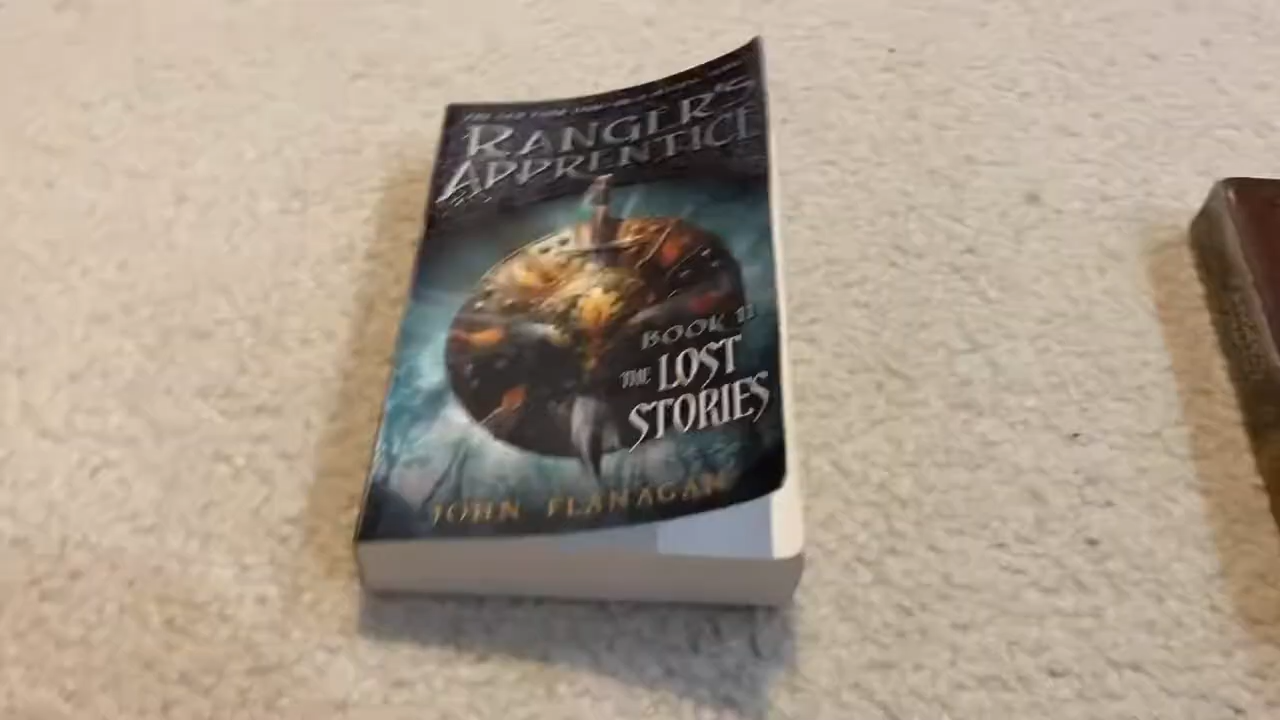 RANGER'S
APPRENTICE
BOOK 11
THE LOST
STORIES
JOHN FLANAGAN